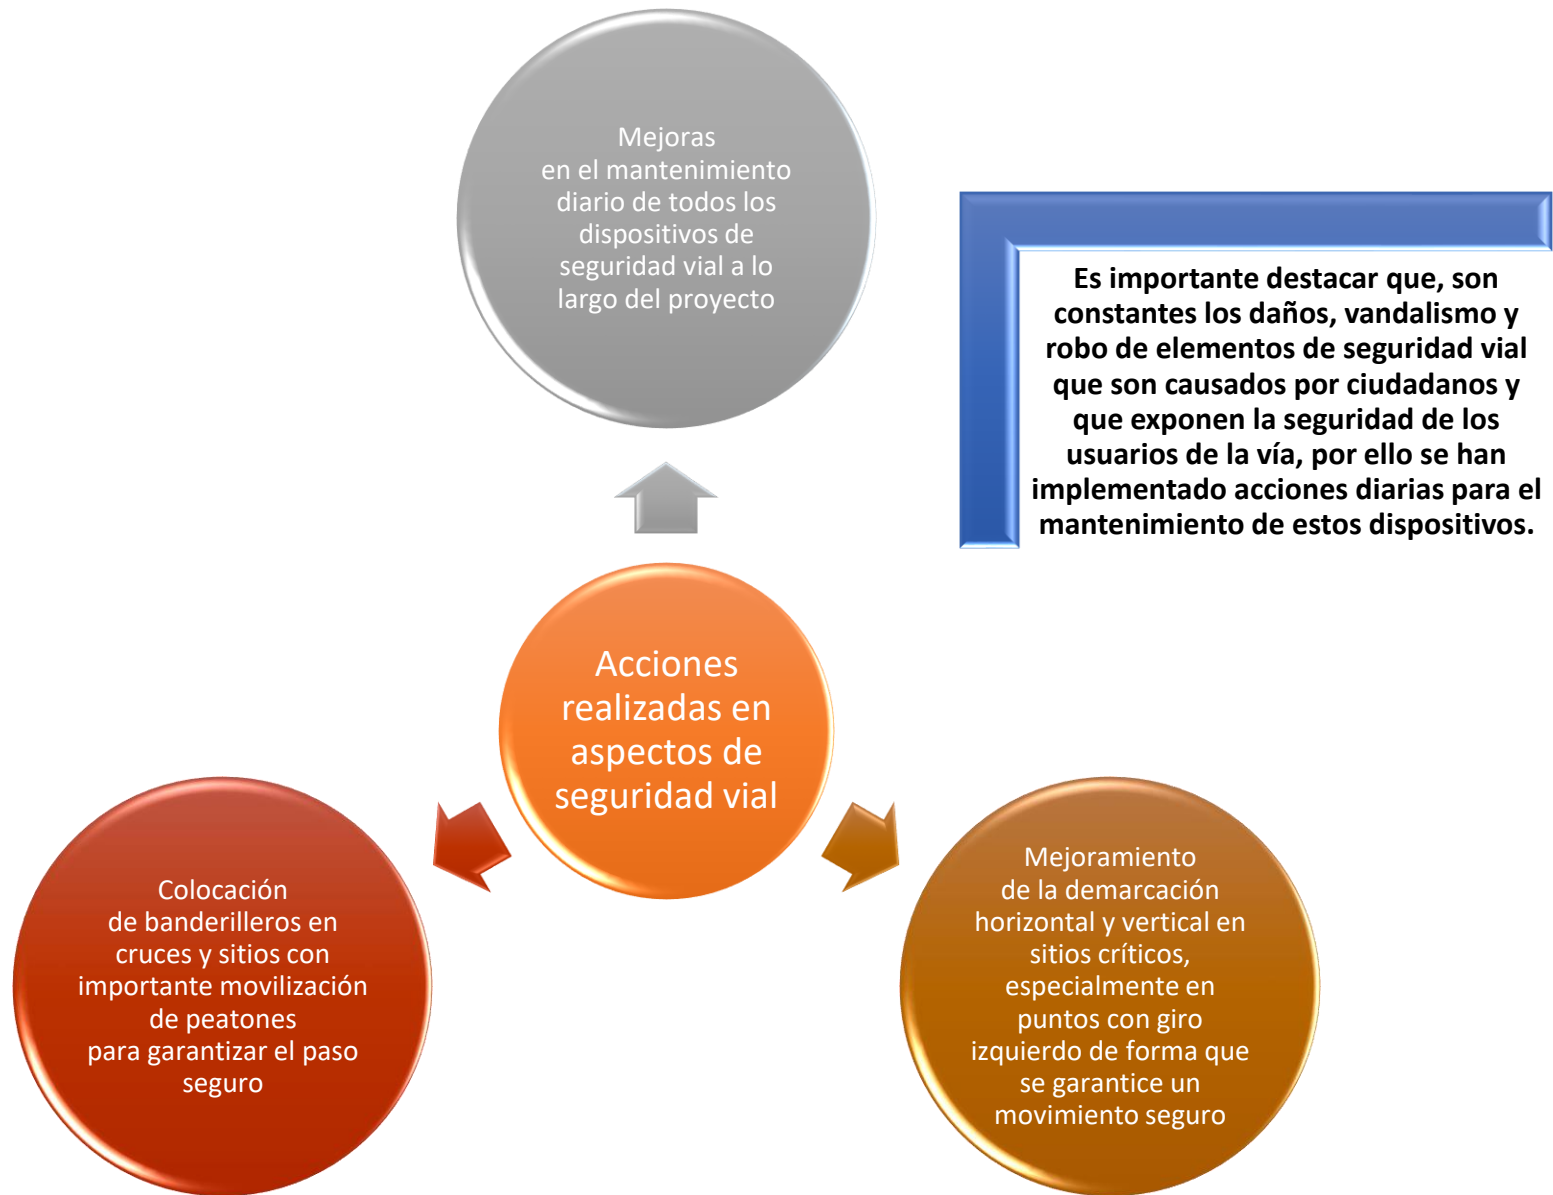 Mejoras
en el mantenimiento
diario de todos los
dispositivos de
seguridad vial a lo
largo del proyecto
Es importante destacar que, son
constantes los daños, vandalismo y
robo de elementos de seguridad vial
que son causados por ciudadanos y
que exponen la seguridad de los
usuarios de la vía, por ello se han
implementado acciones diarias para el
mantenimiento de estos dispositivos.
Acciones
realizadas en
aspectos de
seguridad vial
Colocación
de banderilleros en
cruces y sitios con
importante movilización
de peatones
para garantizar el paso
seguro
Mejoramiento
de la demarcación
horizontal y vertical en
sitios críticos,
especialmente en
puntos con giro
izquierdo de forma que
se garantice un
movimiento seguro